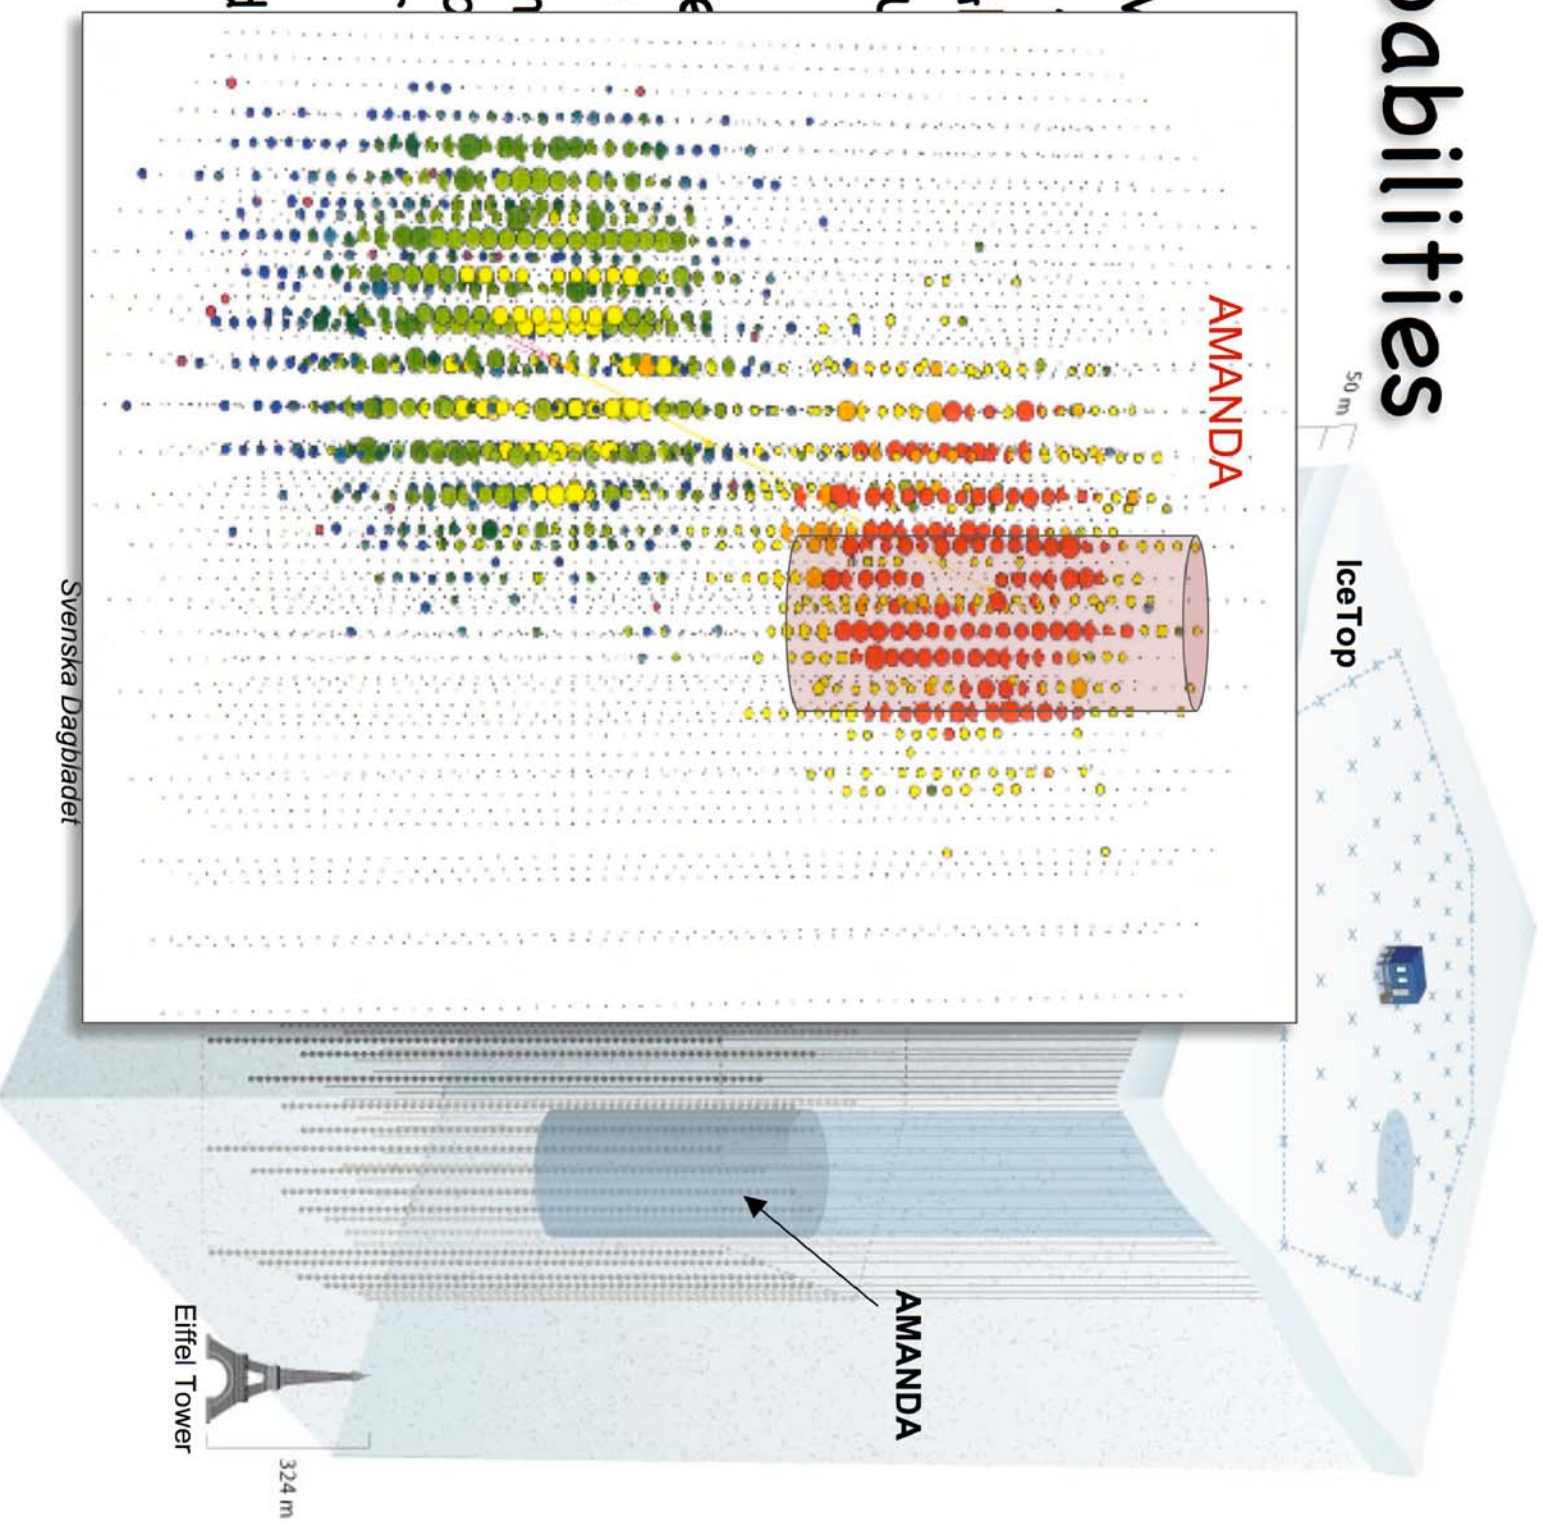 abilities
50 m
IceTop
AMANDA
AMANDA
Eiffel Tower
324 m
Svenska Dagbladet